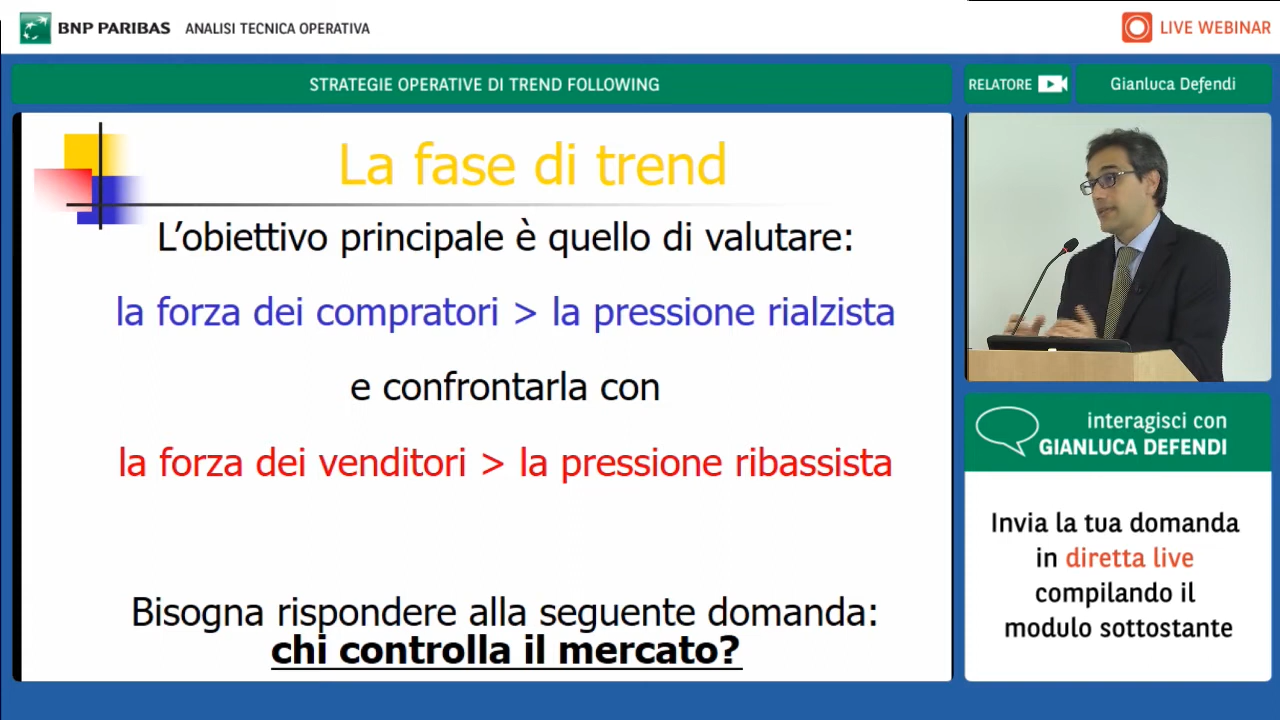 BNP PARIBAS ANALISI TECNICA OPERATIVA
LIVE WEBINAR
STRATEGIE OPERATIVE DI TREND FOLLOWING
RELATORE
Gianluca Defendi
La fase di trend
L'obiettivo principale è quello di valutare:
la forza dei compratori > la pressione rialzista
e confrontarla con
la forza dei venditori > la pressione ribassista
Bisogna rispondere alla seguente domanda:
chi controlla il mercato?
interagisci con
GIANLUCA DEFENDI
Invia la tua domanda
in diretta live
compilando il
modulo sottostante